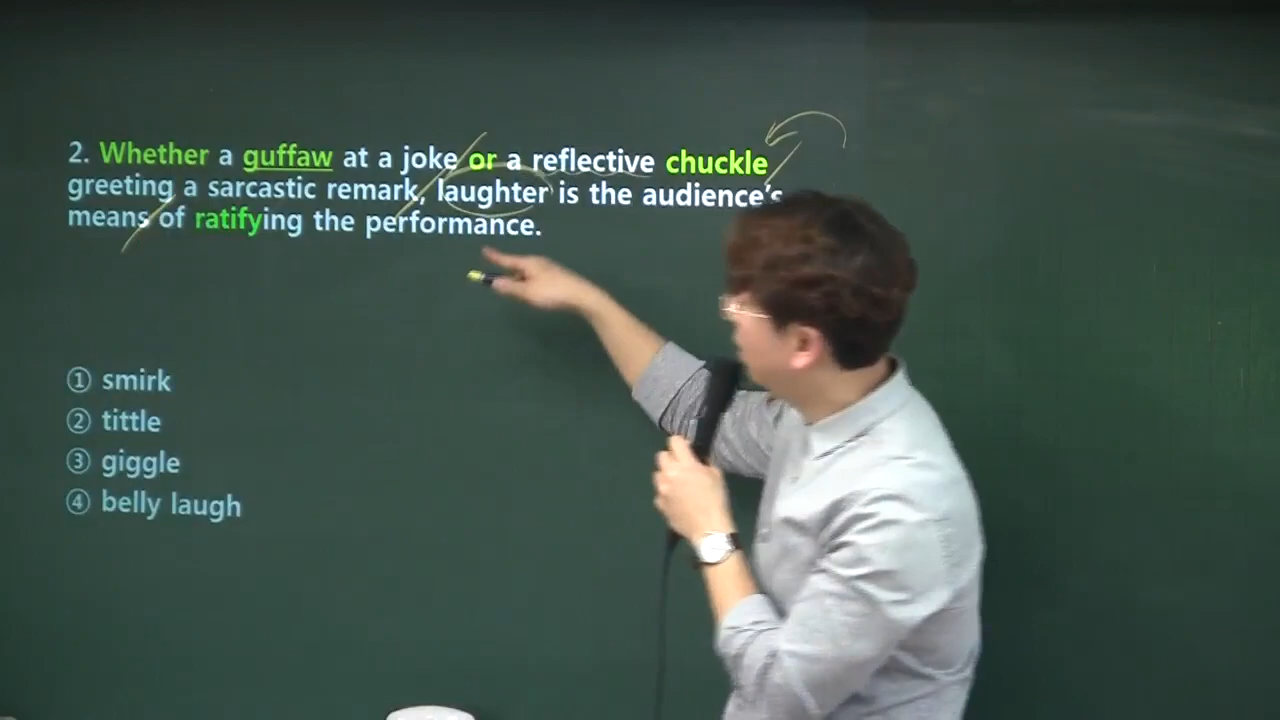 2. Whether a guffaw at a joke or a reflective chuckle
greeting a sarcastic remark, laughter is the audience's
means of ratifying the performance.
① smirk
② tittle
③ giggle
④ belly laugh